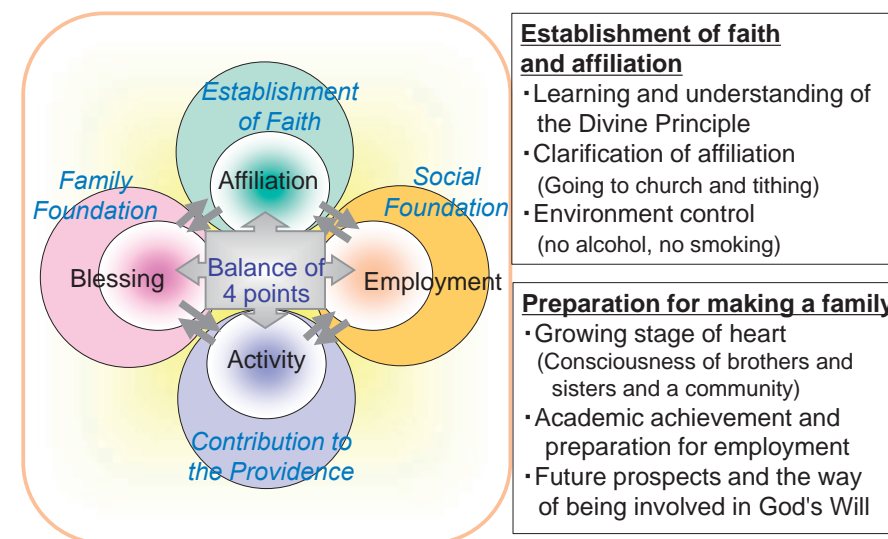 Establishment
of Faith
Affiliation
Family
Foundation
Social
Foundation
Blessing
Balance of
4 points
Employment
Activity
Contribution to
the Providence
Establishment of faith
and affiliation
・Learning and understanding of
the Divine Principle
・Clarification of affiliation
(Going to church and tithing)
・Environment control
(no alcohol, no smoking)
Preparation for making a family
・Growing stage of heart
(Consciousness of brothers and
sisters and a community)
・Academic achievement and
preparation for employment
・Future prospects and the way
of being involved in God's Will